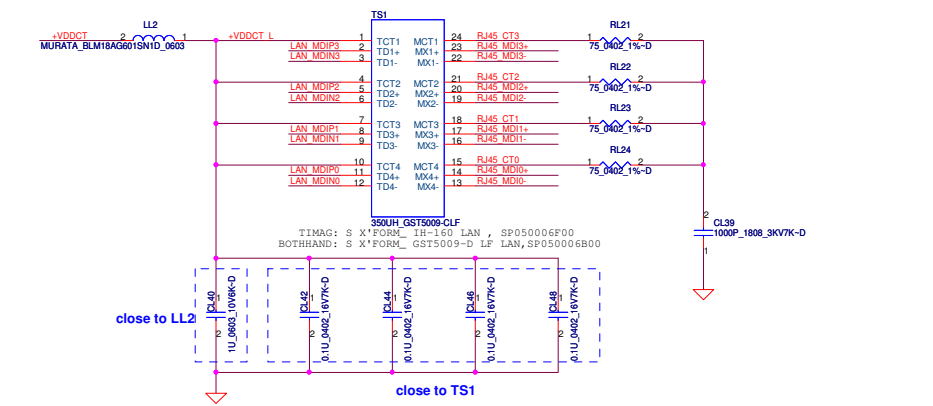 TS1
LL2
RL21
+VDDCT 2 1 +VDDCT_L
MURATA_BLM18AG601SN1D_0603
1 TCT1 MCT1 24 RJ45_CT3 1 2
LAN_MDIP3 2 TD1+ MX1+ 23 RJ45_MDI3+
75_0402_1%~D
LAN_MDIN3 3 TD1- MX1- 22 RJ45_MDI3-
RL22
4 TCT2 MCT2 21 RJ45_CT2 1 2
LAN_MDIP2 5 TD2+ MX2+ 20 RJ45_MDI2+
75_0402_1%~D
LAN_MDIN2 6 TD2- MX2- 19 RJ45_MDI2-
RL23
7 TCT3 MCT3 18 RJ45_CT1 1 2
LAN_MDIP1 8 TD3+ MX3+ 17 RJ45_MDI1+
75_0402_1%~D
LAN_MDIN1 9 TD3- MX3- 16 RJ45_MDI1-
RL24
10 TCT4 MCT4 15 RJ45_CT0 1 2
LAN_MDIP0 11 TD4+ MX4+ 14 RJ45_MDI0+
75_0402_1%~D
LAN_MDIN0 12 TD4- MX4- 13 RJ45_MDI0-
350UH_GST5009-CLF
2
CL39
1000P_1808_3KV7K~D
1
TIMAG: S X'FORM_ IH-160 LAN , SP050006F00
BOTHHAND: S X'FORM_ GST5009-D LF LAN,SP050006B00
CL40 1 2
1U_0603_10V6K~D
CL42 1 2
0.1U_0402_16V7K~D
CL44 1 2
0.1U_0402_16V7K~D
CL46 1 2
0.1U_0402_16V7K~D
CL48 1 2
0.1U_0402_16V7K~D
close to LL2
close to TS1